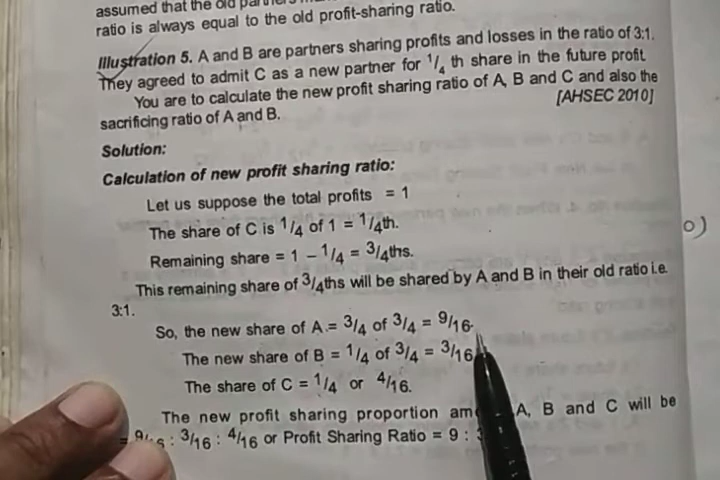 assumed that the old
ratio is always equal to the old profit-sharing ratio.
Illustration 5. A and B are partners sharing profits and losses in the ratio of 3:1.
They agreed to admit C as a new partner for 1/4 th share in the future profit
You are to calculate the new profit sharing ratio of A, B and C and also the
sacrificing ratio of A and B. [AHSEC 2010]
Solution:
Calculation of new profit sharing ratio:
Let us suppose the total profits = 1
The share of C is 1/4 of 1 = 1/4th.
Remaining share = 1 – 1/4 = 3/4ths.
This remaining share of 3/4ths will be shared by A and B in their old ratio i.e.
3:1.
So, the new share of A = 3/4 of 3/4 = 9/16.
The new share of B = 1/4 of 3/4 = 3/16
The share of C = 1/4 or 4/16.
The new profit sharing proportion A, B and C will be
= : 3/16 : 4/16 or Profit Sharing Ratio = 9 :